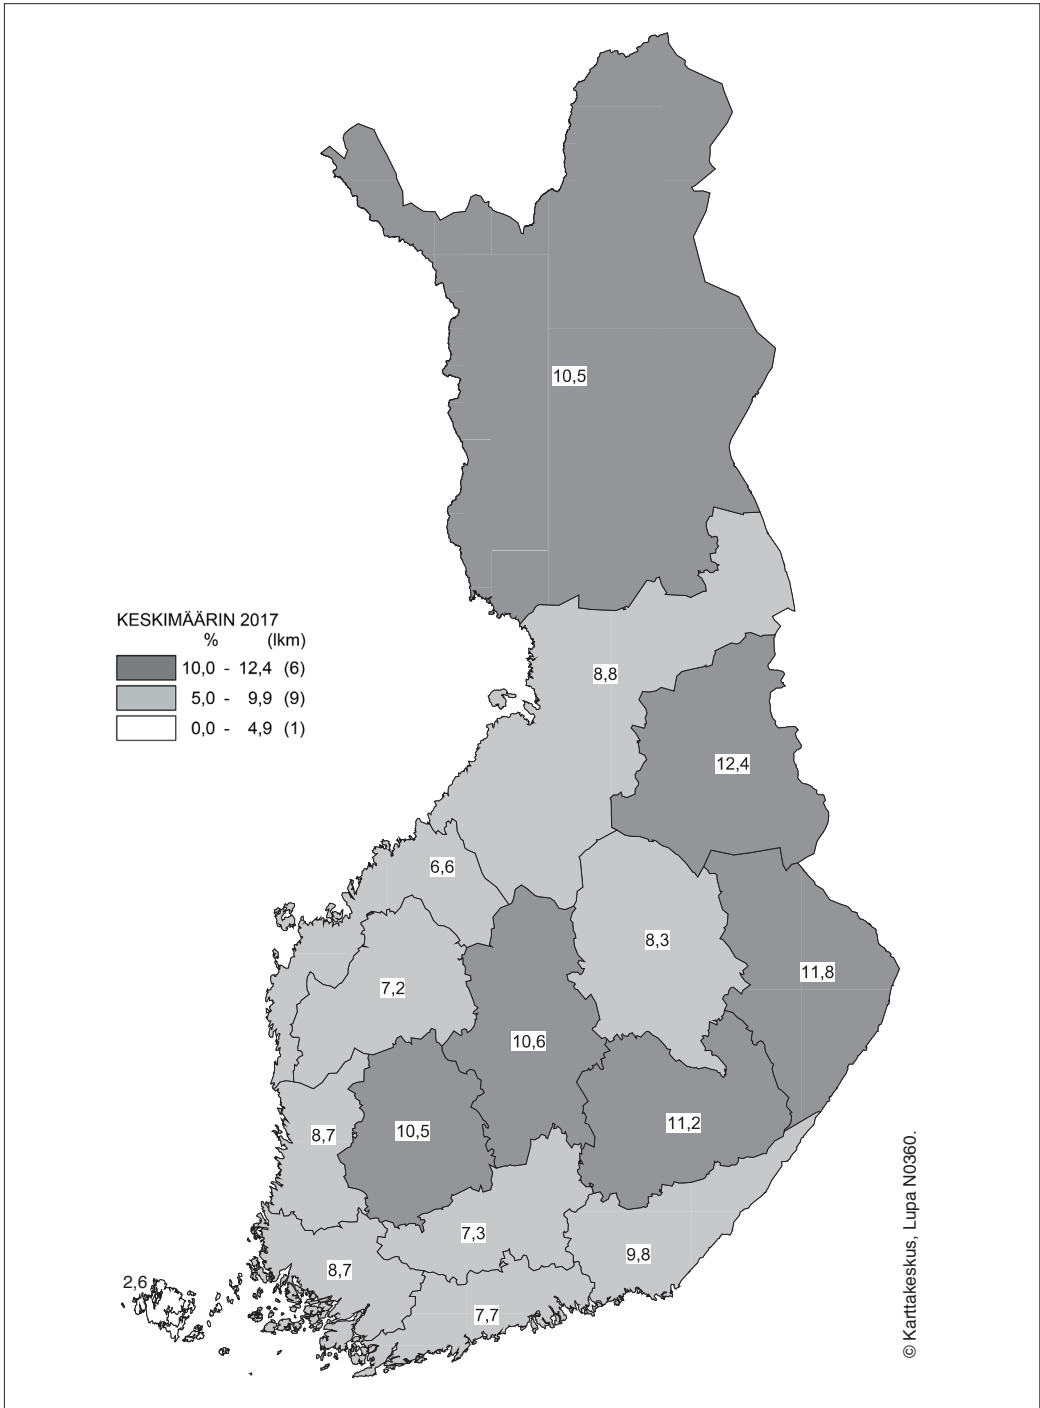 10,5
KESKIMÄÄRIN 2017
% (lkm)
10,0 - 12,4 (6)
5,0 - 9,9 (9)
0,0 - 4,9 (1)
8,8
12,4
6,6
8,3
11,8
7,2
10,6
11,2
8,7
10,5
7,3
9,8
8,7
2,6
7,7
© Karttakeskus, Lupa N0360.